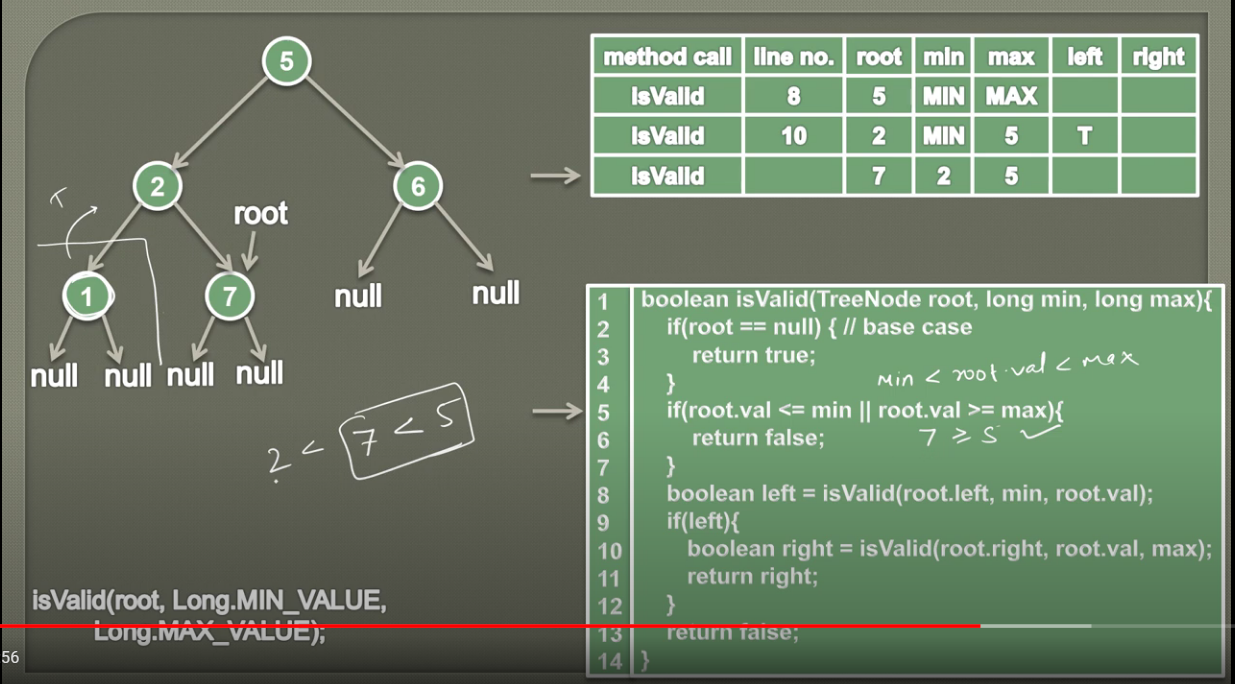 5
2
6
root
1
7
null
null
null
null
null
null
T
2 < 7 < 5
isValid(root, Long.MIN_VALUE,
Long.MAX_VALUE);
56
method call line no. root min max left right
isValid 8 5 MIN MAX
isValid 10 2 MIN 5 T
isValid 7 2 5
1 boolean isValid(TreeNode root, long min, long max){
2 if(root == null) { // base case
3 return true;
min < root.val < max
4 }
5 if(root.val <= min || root.val >= max){
6 return false; 7 ≥ 5 ✓
7 }
8 boolean left = isValid(root.left, min, root.val);
9 if(left){
10 boolean right = isValid(root.right, root.val, max);
11 return right;
12 }
13 return false;
14 }